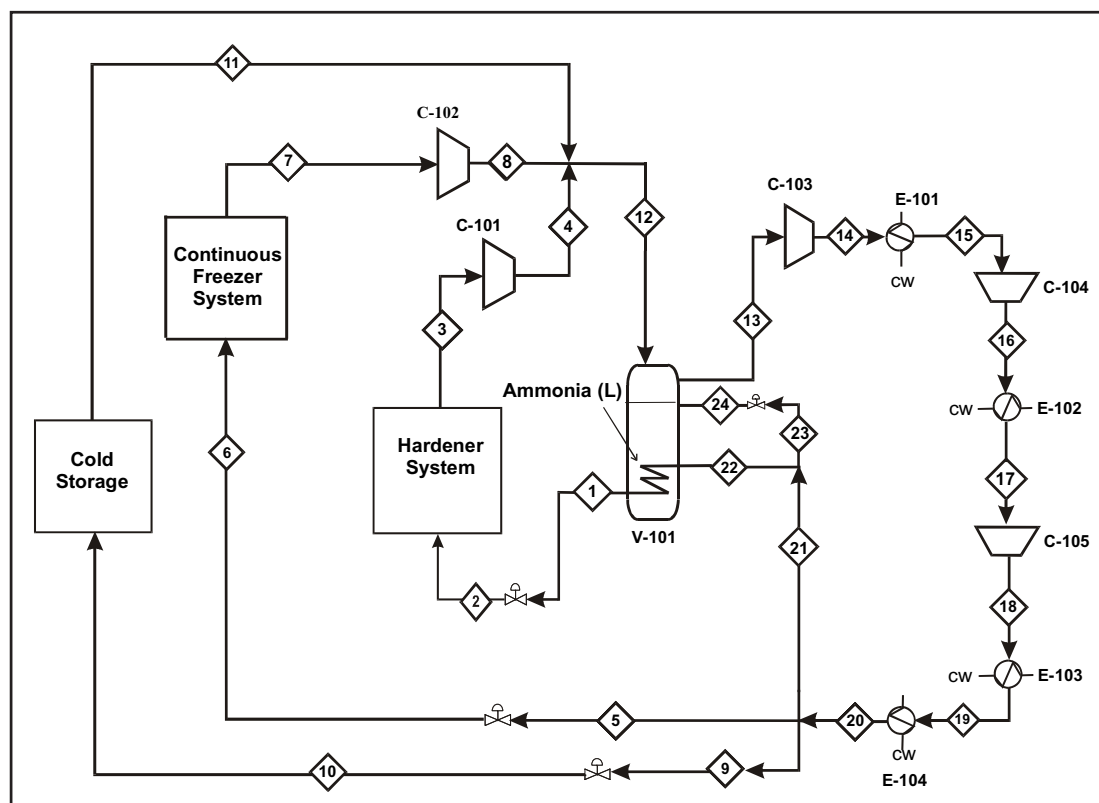 11
C-102
7
8
C-103
E-101
C-101
4
12
14
15
CW
Continuous
Freezer
System
C-104
3
13
16
Ammonia (L)
24
CW
E-102
6
23
Cold
Storage
Hardener
System
22
1
17
V-101
21
C-105
2
18
CW
E-103
5
20
19
CW
10
9
E-104